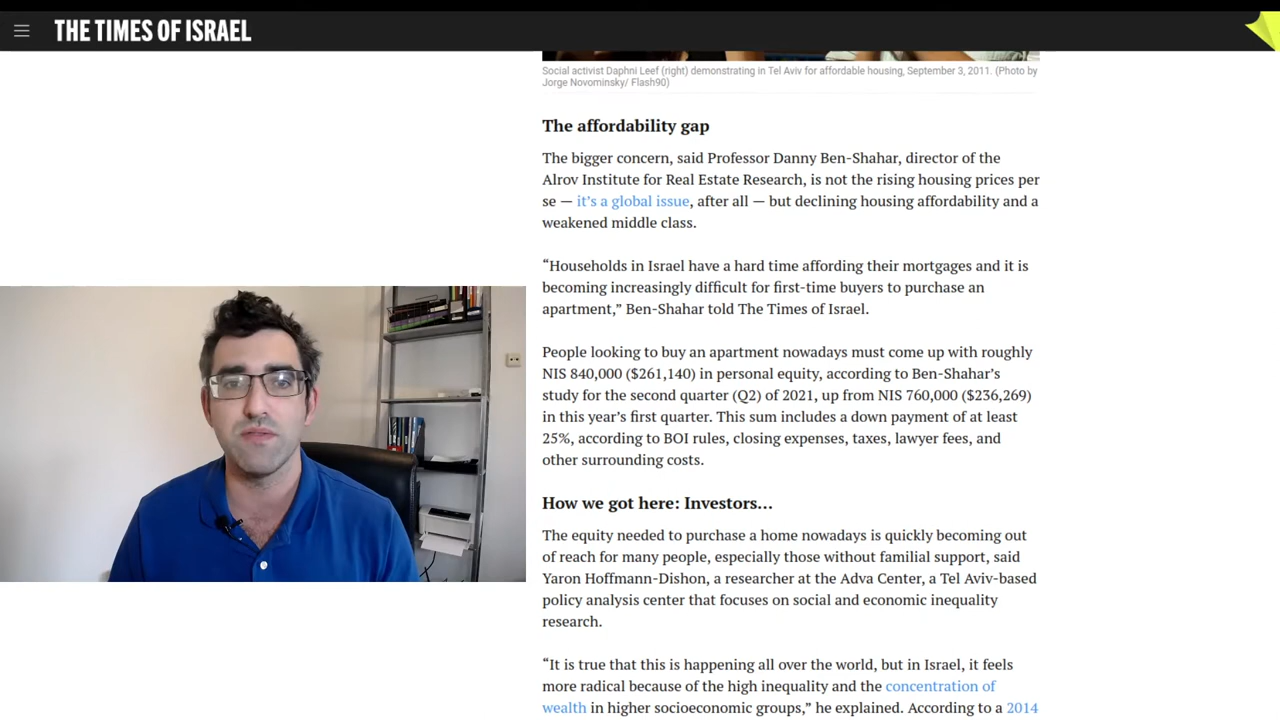 THE TIMES OF ISRAEL
Social activist Daphni Leef (right) demonstrating in Tel Aviv for affordable housing, September 3, 2011. (Photo by
Jorge Novominsky/ Flash90)
The affordability gap
The bigger concern, said Professor Danny Ben-Shahar, director of the
Alrov Institute for Real Estate Research, is not the rising housing prices per
se — it’s a global issue, after all — but declining housing affordability and a
weakened middle class.
“Households in Israel have a hard time affording their mortgages and it is
becoming increasingly difficult for first-time buyers to purchase an
apartment,” Ben-Shahar told The Times of Israel.
People looking to buy an apartment nowadays must come up with roughly
NIS 840,000 ($261,140) in personal equity, according to Ben-Shahar’s
study for the second quarter (Q2) of 2021, up from NIS 760,000 ($236,269)
in this year’s first quarter. This sum includes a down payment of at least
25%, according to BOI rules, closing expenses, taxes, lawyer fees, and
other surrounding costs.
How we got here: Investors…
The equity needed to purchase a home nowadays is quickly becoming out
of reach for many people, especially those without familial support, said
Yaron Hoffmann-Dishon, a researcher at the Adva Center, a Tel Aviv-based
policy analysis center that focuses on social and economic inequality
research.
“It is true that this is happening all over the world, but in Israel, it feels
more radical because of the high inequality and the concentration of
wealth in higher socioeconomic groups,” he explained. According to a 2014